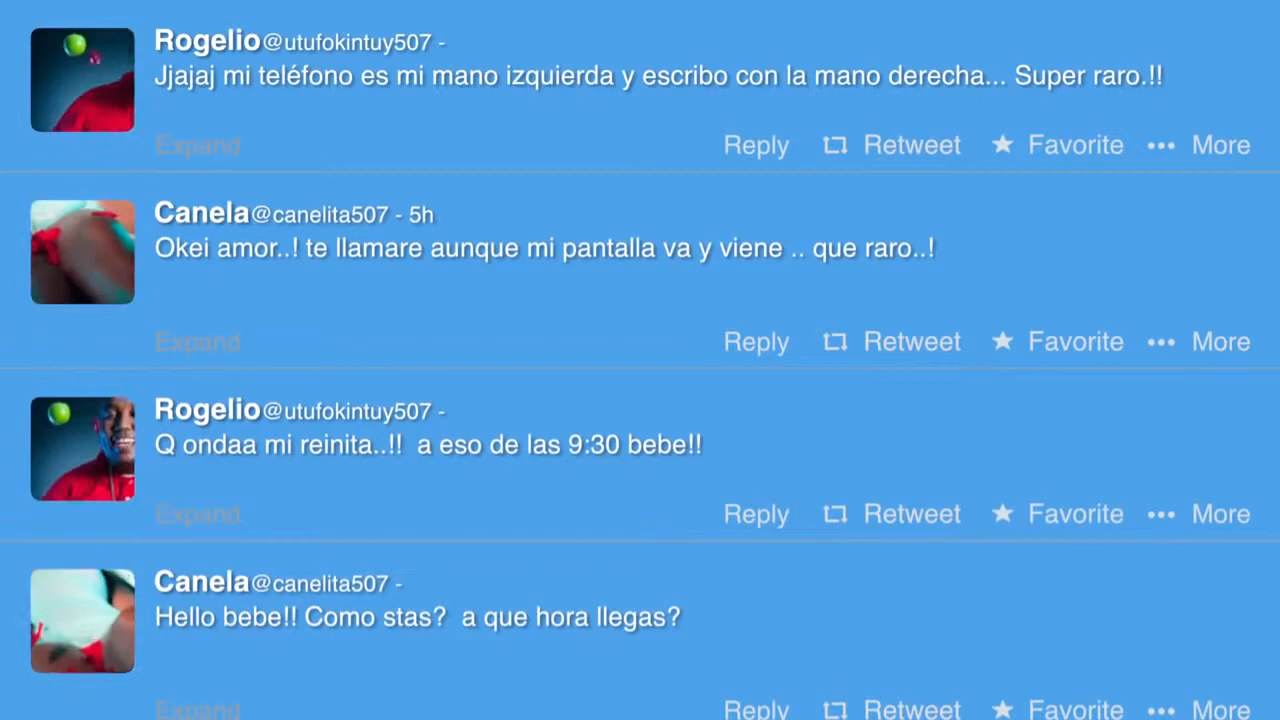 Rogelio@utufokintuy507 -
Jjajaj mi teléfono es mi mano izquierda y escribo con la mano derecha... Super raro.!!
Expand Reply Retweet Favorite ••• More
Canela@canelita507 - 5h
Okei amor..! te llamare aunque mi pantalla va y viene .. que raro..!
Expand Reply Retweet Favorite ••• More
Rogelio@utufokintuy507 -
Q ondaa mi reinita..!!  a eso de las 9:30 bebe!!
Expand Reply Retweet Favorite ••• More
Canela@canelita507 -
Hello bebe!! Como stas?  a que hora llegas?
Expand Reply Retweet Favorite ••• More